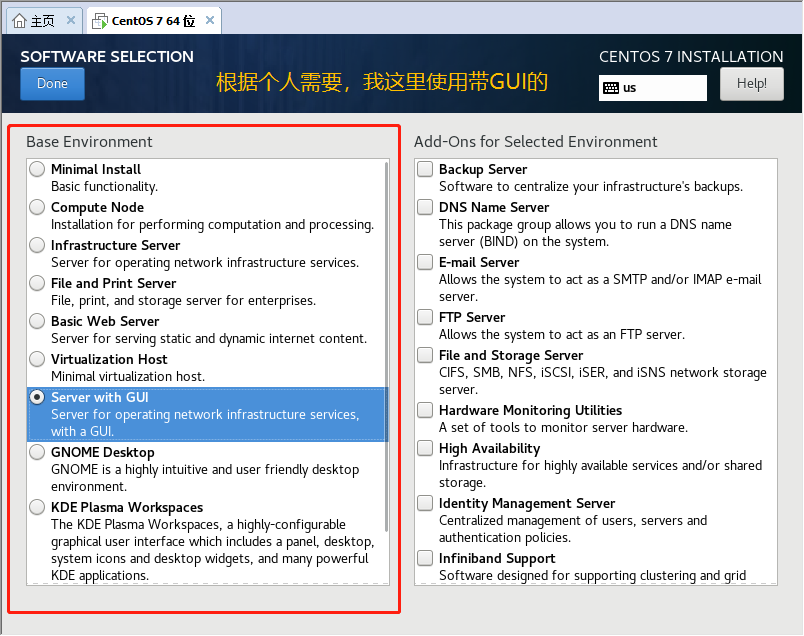 主页
CentOS 7 64 位
SOFTWARE SELECTION
CENTOS 7 INSTALLATION
Done
根据个人需要，我这里使用带GUI的
us
Help!
Base Environment
Minimal Install
Basic functionality.
Compute Node
Installation for performing computation and processing.
Infrastructure Server
Server for operating network infrastructure services.
File and Print Server
File, print, and storage server for enterprises.
Basic Web Server
Server for serving static and dynamic internet content.
Virtualization Host
Minimal virtualization host.
Server with GUI
Server for operating network infrastructure services,
with a GUI.
GNOME Desktop
GNOME is a highly intuitive and user friendly desktop
environment.
KDE Plasma Workspaces
The KDE Plasma Workspaces, a highly-configurable
graphical user interface which includes a panel, desktop,
system icons and desktop widgets, and many powerful
KDE applications.
Add-Ons for Selected Environment
Backup Server
Software to centralize your infrastructure's backups.
DNS Name Server
This package group allows you to run a DNS name
server (BIND) on the system.
E-mail Server
Allows the system to act as a SMTP and/or IMAP e-mail
server.
FTP Server
Allows the system to act as an FTP server.
File and Storage Server
CIFS, SMB, NFS, iSCSI, iSER, and iSNS network storage
server.
Hardware Monitoring Utilities
A set of tools to monitor server hardware.
High Availability
Infrastructure for highly available services and/or shared
storage.
Identity Management Server
Centralized management of users, servers and
authentication policies.
Infiniband Support
Software designed for supporting clustering and grid